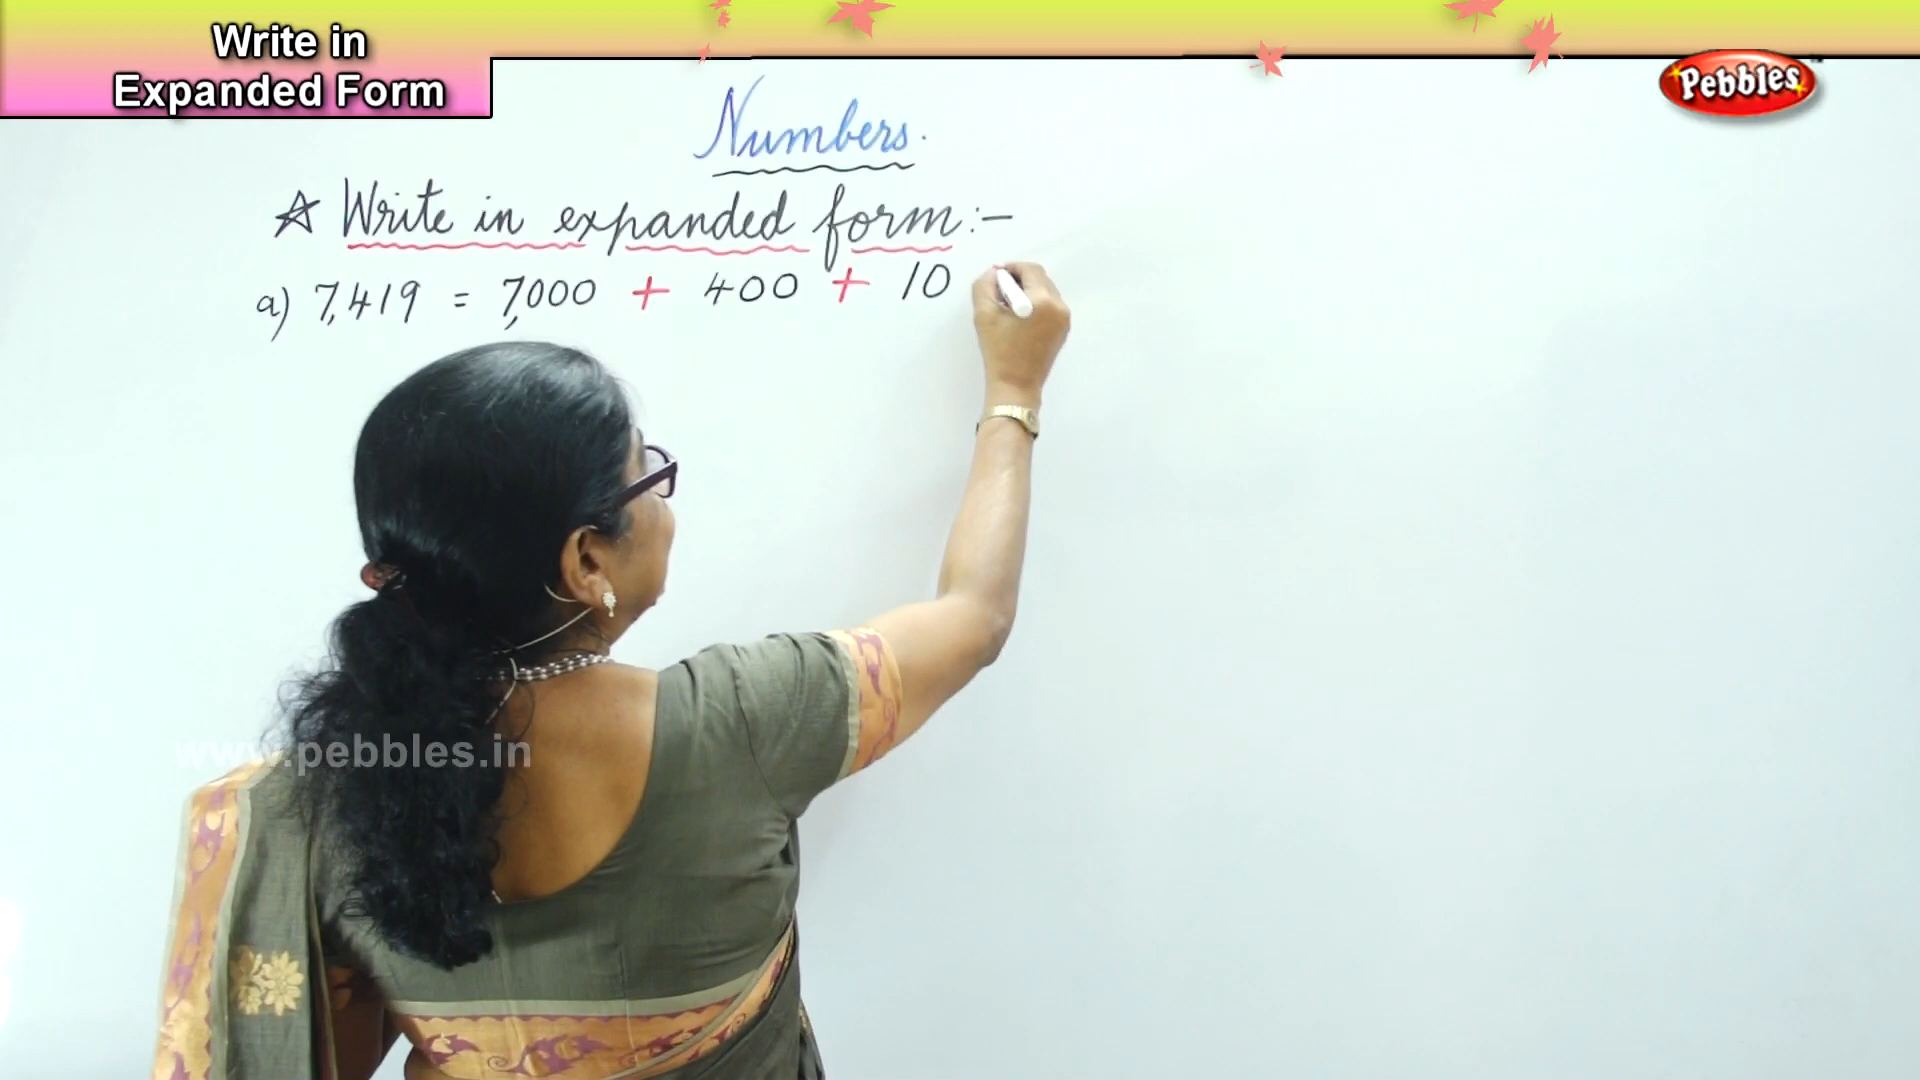 Write in
Expanded Form
Pebbles
Numbers.
☆ Write in expanded form:-
a) 7,419 = 7,000 + 400 + 10
www.pebbles.in